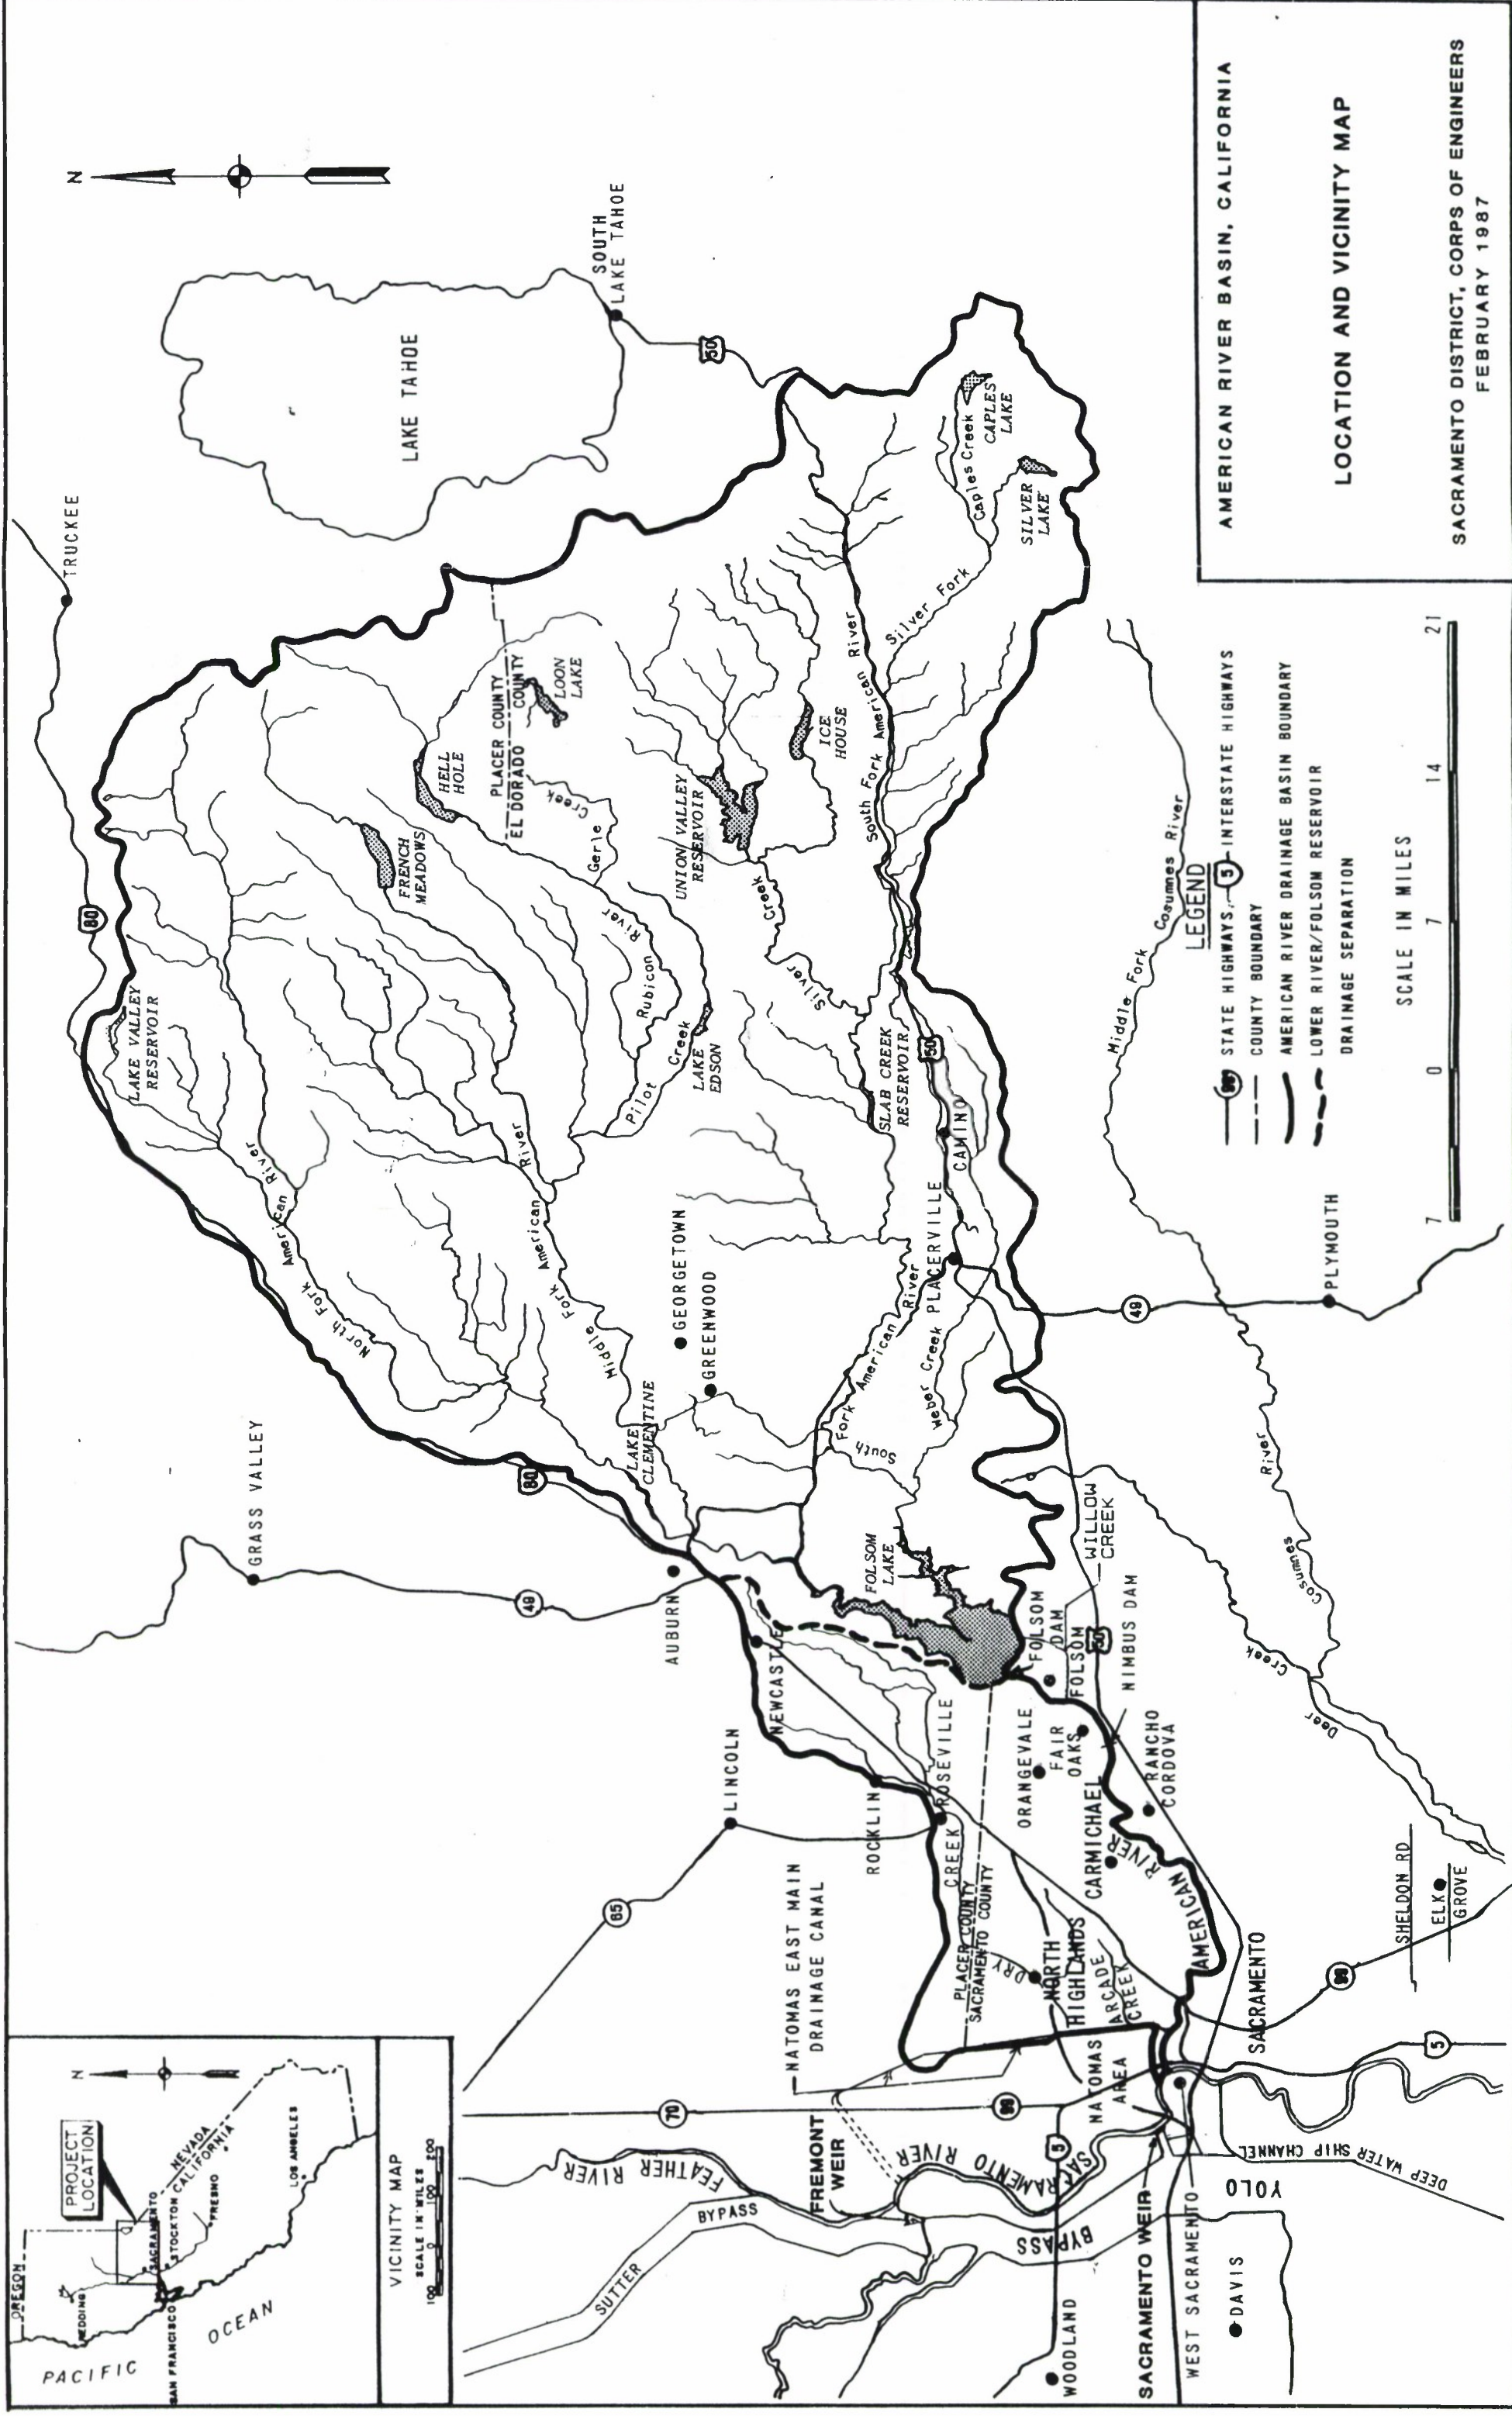 OREGON
PROJECT
LOCATION
N
REDDING
SACRAMENTO
STOCKTON
NEVADA
CALIFORNIA
SAN FRANCISCO
FRESNO
LOS ANGELES
PACIFIC
OCEAN
VICINITY MAP
SCALE IN MILES
100 0 100 200
GRASS VALLEY
TRUCKEE
N
80
LAKE VALLEY
RESERVOIR
LAKE TAHOE
SOUTH
LAKE TAHOE
50
North Fork American River
FRENCH
MEADOWS
HELL
HOLE
PLACER COUNTY
EL DORADO COUNTY
LOON
LAKE
Gerle Creek
Rubicon River
Pilot Creek
LAKE
EDSON
UNION VALLEY
RESERVOIR
ICE
HOUSE
Silver Creek
South Fork American River
Silver Fork
Caples Creek
CAPLES
LAKE
SILVER
LAKE
Middle Fork American River
80
49
AUBURN
LAKE
CLEMENTINE
GEORGETOWN
GREENWOOD
SLAB CREEK
RESERVOIR
50
CAMINO
PLACERVILLE
South Fork American River
Weber Creek
49
PLYMOUTH
Middle Fork Cosumnes River
Cosumnes River
Deer Creek
65
LINCOLN
NEWCASTLE
ROCKLIN
ROSEVILLE
FOLSOM
LAKE
FOLSOM
DAM
FOLSOM
WILLOW
CREEK
50
NIMBUS DAM
ORANGEVALE
FAIR
OAKS
RANCHO
CORDOVA
CARMICHAEL
AMERICAN RIVER
NATOMAS EAST MAIN
DRAINAGE CANAL
PLACER COUNTY
SACRAMENTO COUNTY
DRY CREEK
NORTH
HIGHLANDS
ARCADE
CREEK
NATOMAS
AREA
SACRAMENTO
SHELDON RD
ELK
GROVE
99
5
70
99
5
FEATHER RIVER
FREMONT
WEIR
SACRAMENTO RIVER
SUTTER BYPASS
YOLO BYPASS
DEEP WATER SHIP CHANNEL
WOODLAND
SACRAMENTO WEIR
WEST SACRAMENTO
DAVIS
LEGEND
STATE HIGHWAYS, 5 INTERSTATE HIGHWAYS
COUNTY BOUNDARY
AMERICAN RIVER DRAINAGE BASIN BOUNDARY
LOWER RIVER/FOLSOM RESERVOIR
DRAINAGE SEPARATION
SCALE IN MILES
7 0 7 14 21
AMERICAN RIVER BASIN, CALIFORNIA
LOCATION AND VICINITY MAP
SACRAMENTO DISTRICT, CORPS OF ENGINEERS
FEBRUARY 1987